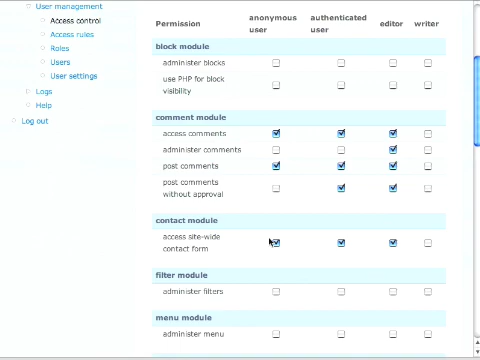 User management
Access control
Access rules
Roles
Users
User settings
Logs
Help
Log out
Permission anonymous user authenticated user editor writer
block module
administer blocks
use PHP for block
visibility
comment module
access comments
administer comments
post comments
post comments
without approval
contact module
access site-wide
contact form
filter module
administer filters
menu module
administer menu